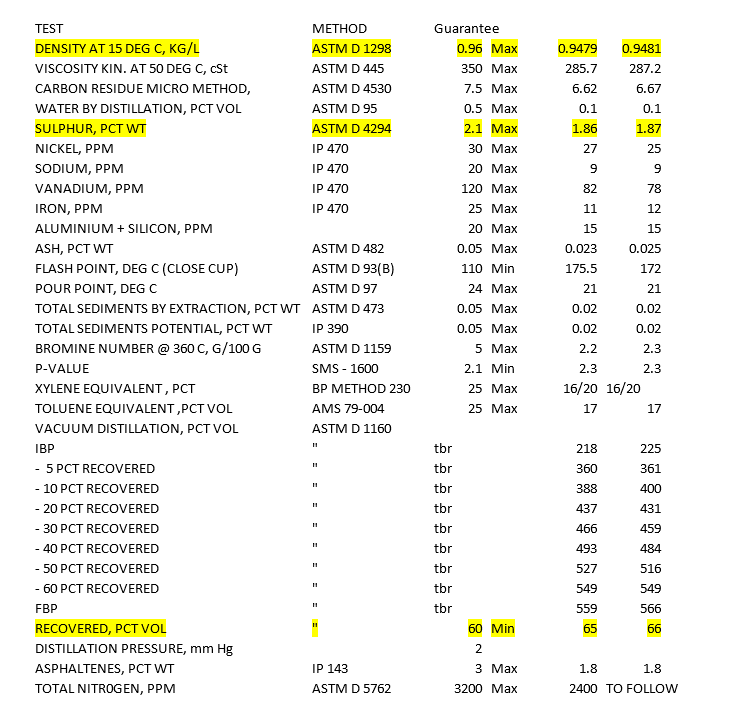 TEST METHOD Guarantee
DENSITY AT 15 DEG C, KG/L ASTM D 1298 0.96 Max 0.9479 0.9481
VISCOSITY KIN. AT 50 DEG C, cSt ASTM D 445 350 Max 285.7 287.2
CARBON RESIDUE MICRO METHOD, ASTM D 4530 7.5 Max 6.62 6.67
WATER BY DISTILLATION, PCT VOL ASTM D 95 0.5 Max 0.1 0.1
SULPHUR, PCT WT ASTM D 4294 2.1 Max 1.86 1.87
NICKEL, PPM IP 470 30 Max 27 25
SODIUM, PPM IP 470 20 Max 9 9
VANADIUM, PPM IP 470 120 Max 82 78
IRON, PPM IP 470 25 Max 11 12
ALUMINIUM + SILICON, PPM 20 Max 15 15
ASH, PCT WT ASTM D 482 0.05 Max 0.023 0.025
FLASH POINT, DEG C (CLOSE CUP) ASTM D 93(B) 110 Min 175.5 172
POUR POINT, DEG C ASTM D 97 24 Max 21 21
TOTAL SEDIMENTS BY EXTRACTION, PCT WT ASTM D 473 0.05 Max 0.02 0.02
TOTAL SEDIMENTS POTENTIAL, PCT WT IP 390 0.05 Max 0.02 0.02
BROMINE NUMBER @ 360 C, G/100 G ASTM D 1159 5 Max 2.2 2.3
P-VALUE SMS - 1600 2.1 Min 2.3 2.3
XYLENE EQUIVALENT , PCT BP METHOD 230 25 Max 16/20 16/20
TOLUENE EQUIVALENT ,PCT VOL AMS 79-004 25 Max 17 17
VACUUM DISTILLATION, PCT VOL ASTM D 1160
IBP " tbr 218 225
- 5 PCT RECOVERED " tbr 360 361
- 10 PCT RECOVERED " tbr 388 400
- 20 PCT RECOVERED " tbr 437 431
- 30 PCT RECOVERED " tbr 466 459
- 40 PCT RECOVERED " tbr 493 484
- 50 PCT RECOVERED " tbr 527 516
- 60 PCT RECOVERED " tbr 549 549
FBP " tbr 559 566
RECOVERED, PCT VOL " 60 Min 65 66
DISTILLATION PRESSURE, mm Hg 2
ASPHALTENES, PCT WT IP 143 3 Max 1.8 1.8
TOTAL NITR0GEN, PPM ASTM D 5762 3200 Max 2400 TO FOLLOW